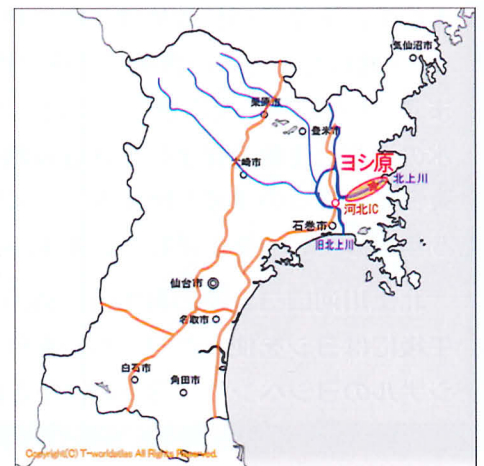 気仙沼市
栗原市
登米市
ヨシ原
大崎市
北上川
河北IC
石巻市
旧北上川
仙台市
名取市
白石市
角田市
Copyright(C) T-worldatlas All Rights Reserved.